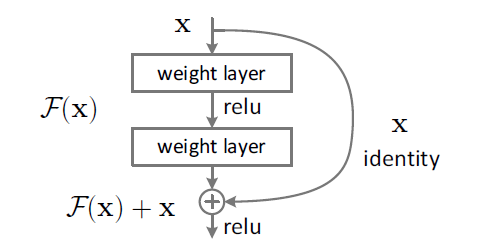 x
weight layer
relu
F(x)
x
weight layer
identity
F(x) + x
relu